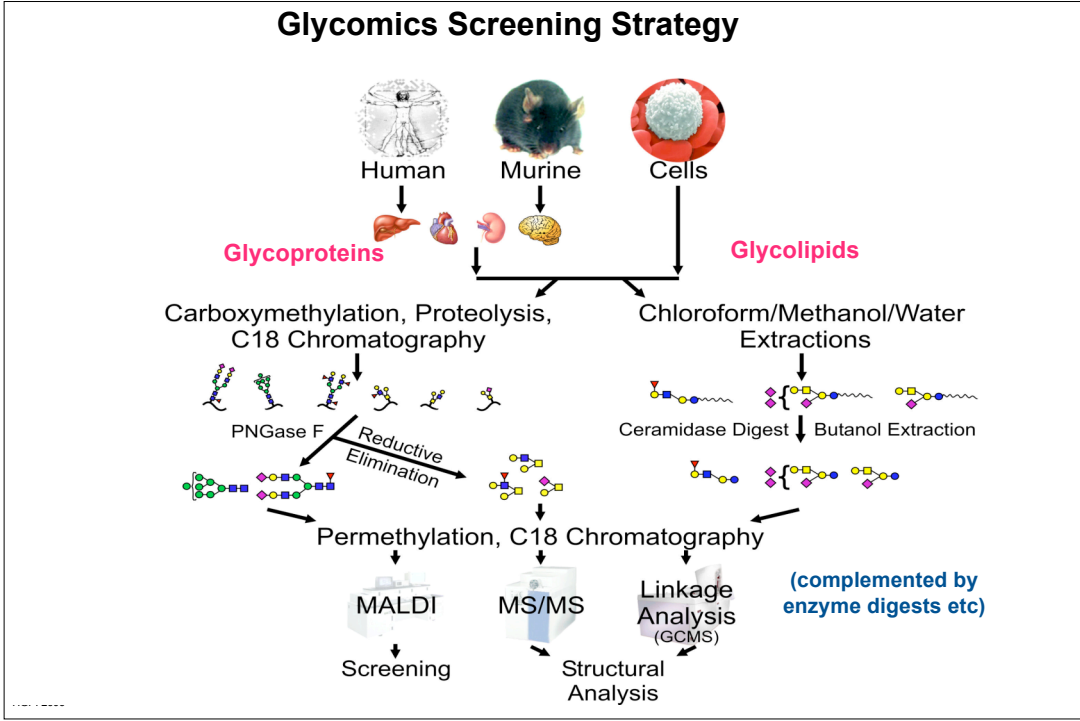 Glycomics Screening Strategy
Human
Murine
Cells
Glycoproteins
Glycolipids
Carboxymethylation, Proteolysis,
C18 Chromatography
Chloroform/Methanol/Water
Extractions
PNGase F
Reductive
Elimination
Ceramidase Digest
Butanol Extraction
Permethylation, C18 Chromatography
MALDI
MS/MS
Linkage
Analysis
(GCMS)
(complemented by
enzyme digests etc)
Screening
Structural
Analysis